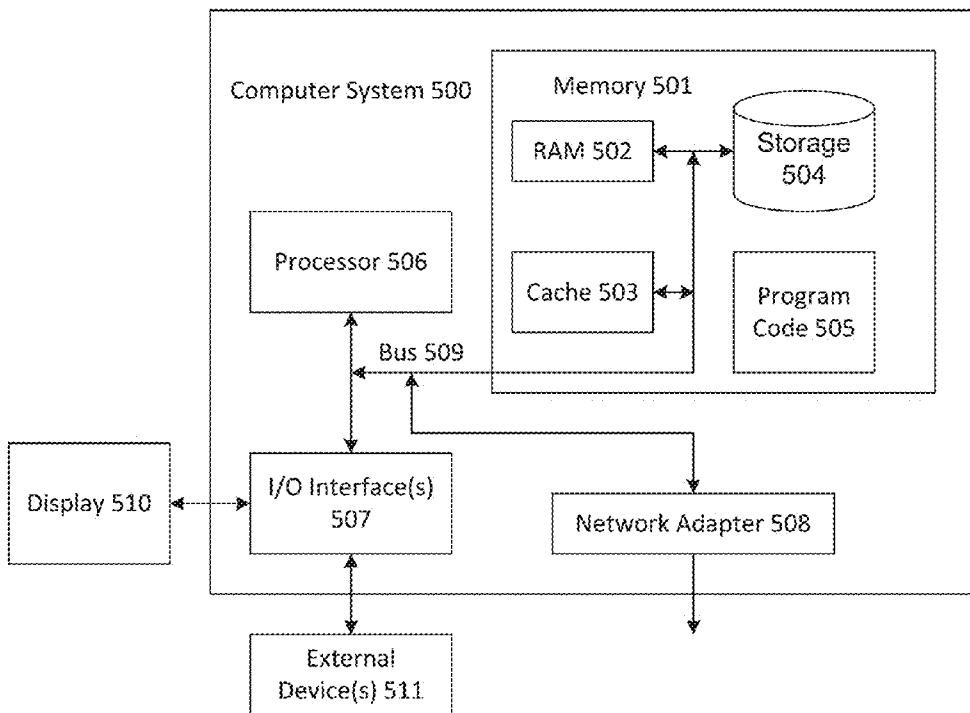 Computer System 500
Memory 501
RAM 502
Storage
504
Processor 506
Cache 503
Program
Code 505
Bus 509
Display 510
I/O Interface(s)
507
Network Adapter 508
External
Device(s) 511